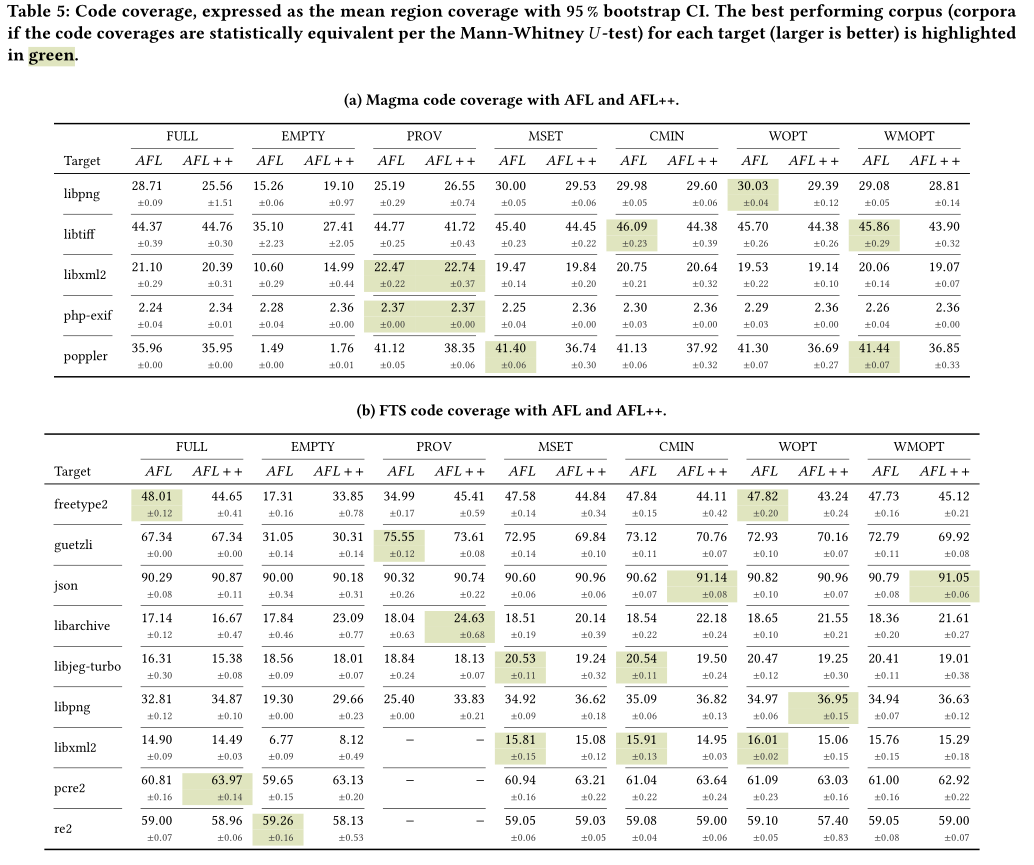 Table 5: Code coverage, expressed as the mean region coverage with 95 % bootstrap CI. The best performing corpus (corpora
if the code coverages are statistically equivalent per the Mann-Whitney U-test) for each target (larger is better) is highlighted
in green.
(a) Magma code coverage with AFL and AFL++.
FULL EMPTY PROV MSET CMIN WOPT WMOPT
Target AFL AFL++ AFL AFL++ AFL AFL++ AFL AFL++ AFL AFL++ AFL AFL++ AFL AFL++
libpng 28.71 25.56 15.26 19.10 25.19 26.55 30.00 29.53 29.98 29.60 30.03 29.39 29.08 28.81
±0.09 ±1.51 ±0.06 ±0.97 ±0.29 ±0.74 ±0.05 ±0.06 ±0.05 ±0.06 ±0.04 ±0.12 ±0.05 ±0.14
libtiff 44.37 44.76 35.10 27.41 44.77 41.72 45.40 44.45 46.09 44.38 45.70 44.38 45.86 43.90
±0.39 ±0.30 ±2.23 ±2.05 ±0.25 ±0.43 ±0.23 ±0.22 ±0.23 ±0.39 ±0.26 ±0.26 ±0.29 ±0.32
libxml2 21.10 20.39 10.60 14.99 22.47 22.74 19.47 19.84 20.75 20.64 19.53 19.14 20.06 19.07
±0.29 ±0.31 ±0.29 ±0.44 ±0.22 ±0.37 ±0.14 ±0.20 ±0.21 ±0.32 ±0.22 ±0.10 ±0.14 ±0.07
php-exif 2.24 2.34 2.28 2.36 2.37 2.37 2.25 2.36 2.30 2.36 2.29 2.36 2.26 2.36
±0.04 ±0.01 ±0.04 ±0.00 ±0.00 ±0.00 ±0.04 ±0.00 ±0.03 ±0.00 ±0.03 ±0.00 ±0.04 ±0.00
poppler 35.96 35.95 1.49 1.76 41.12 38.35 41.40 36.74 41.13 37.92 41.30 36.69 41.44 36.85
±0.00 ±0.00 ±0.00 ±0.01 ±0.05 ±0.06 ±0.06 ±0.30 ±0.06 ±0.32 ±0.07 ±0.27 ±0.07 ±0.33
(b) FTS code coverage with AFL and AFL++.
FULL EMPTY PROV MSET CMIN WOPT WMOPT
Target AFL AFL++ AFL AFL++ AFL AFL++ AFL AFL++ AFL AFL++ AFL AFL++ AFL AFL++
freetype2 48.01 44.65 17.31 33.85 34.99 45.41 47.58 44.84 47.84 44.11 47.82 43.24 47.73 45.12
±0.12 ±0.41 ±0.16 ±0.78 ±0.17 ±0.59 ±0.14 ±0.34 ±0.15 ±0.42 ±0.20 ±0.24 ±0.16 ±0.21
guetzli 67.34 67.34 31.05 30.31 75.55 73.61 72.95 69.84 73.12 70.76 72.93 70.16 72.79 69.92
±0.00 ±0.00 ±0.14 ±0.14 ±0.12 ±0.08 ±0.14 ±0.10 ±0.11 ±0.07 ±0.10 ±0.07 ±0.11 ±0.08
json 90.29 90.87 90.00 90.18 90.32 90.74 90.60 90.96 90.62 91.14 90.82 90.96 90.79 91.05
±0.08 ±0.11 ±0.34 ±0.31 ±0.26 ±0.22 ±0.06 ±0.06 ±0.07 ±0.08 ±0.10 ±0.07 ±0.08 ±0.06
libarchive 17.14 16.67 17.84 23.09 18.04 24.63 18.51 20.14 18.54 22.18 18.65 21.55 18.36 21.61
±0.12 ±0.47 ±0.46 ±0.77 ±0.63 ±0.68 ±0.19 ±0.39 ±0.22 ±0.24 ±0.10 ±0.21 ±0.20 ±0.27
libjeg-turbo 16.31 15.38 18.56 18.01 18.84 18.13 20.53 19.24 20.54 19.50 20.47 19.25 20.41 19.01
±0.30 ±0.08 ±0.09 ±0.07 ±0.24 ±0.07 ±0.11 ±0.32 ±0.11 ±0.24 ±0.12 ±0.30 ±0.11 ±0.38
libpng 32.81 34.87 19.30 29.66 25.40 33.83 34.92 36.62 35.09 36.82 34.97 36.95 34.94 36.63
±0.12 ±0.10 ±0.00 ±0.23 ±0.00 ±0.21 ±0.09 ±0.18 ±0.06 ±0.13 ±0.06 ±0.15 ±0.07 ±0.12
libxml2 14.90 14.49 6.77 8.12 – – 15.81 15.08 15.91 14.95 16.01 15.06 15.76 15.29
±0.09 ±0.03 ±0.09 ±0.49 ±0.15 ±0.12 ±0.13 ±0.03 ±0.02 ±0.15 ±0.15 ±0.18
pcre2 60.81 63.97 59.65 63.13 – – 60.94 63.21 61.04 63.64 61.09 63.03 61.00 62.92
±0.16 ±0.14 ±0.15 ±0.20 ±0.16 ±0.22 ±0.22 ±0.24 ±0.23 ±0.16 ±0.16 ±0.22
re2 59.00 58.96 59.26 58.13 – – 59.05 59.03 59.08 59.00 59.10 57.40 59.05 59.00
±0.07 ±0.06 ±0.16 ±0.53 ±0.06 ±0.05 ±0.04 ±0.06 ±0.05 ±0.83 ±0.08 ±0.07